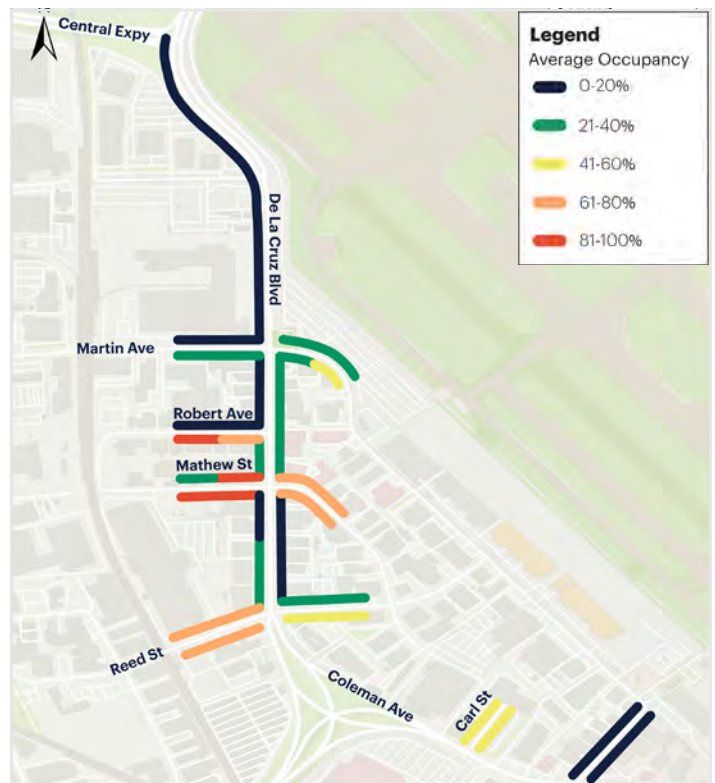 Central Expy
Legend
Average Occupancy
0-20%
21-40%
41-60%
61-80%
81-100%
De La Cruz Blvd
Martin Ave
Robert Ave
Mathew St
Reed St
Coleman Ave
Carl St